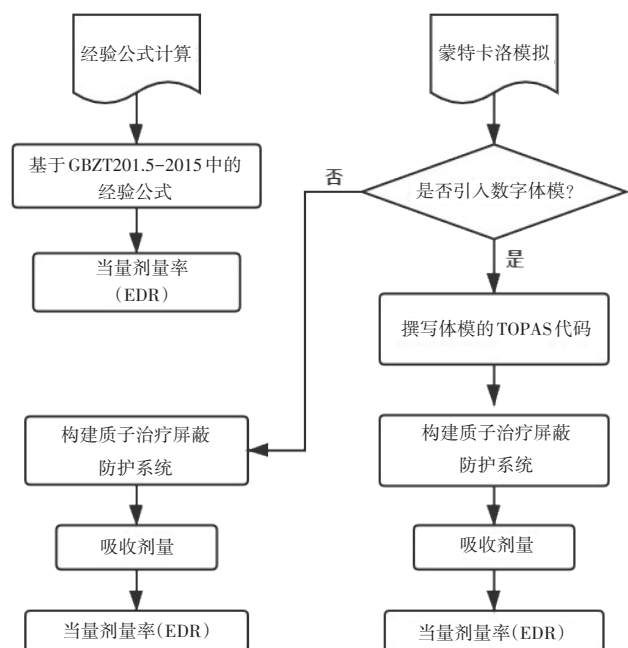 经验公式计算
基于GBZT201.5-2015中的
经验公式
当量剂量率
（EDR）
蒙特卡洛模拟
是否引入数字体模？
否
是
撰写体模的TOPAS代码
构建质子治疗屏蔽
防护系统
吸收剂量
当量剂量率(EDR)
构建质子治疗屏蔽
防护系统
吸收剂量
当量剂量率(EDR)